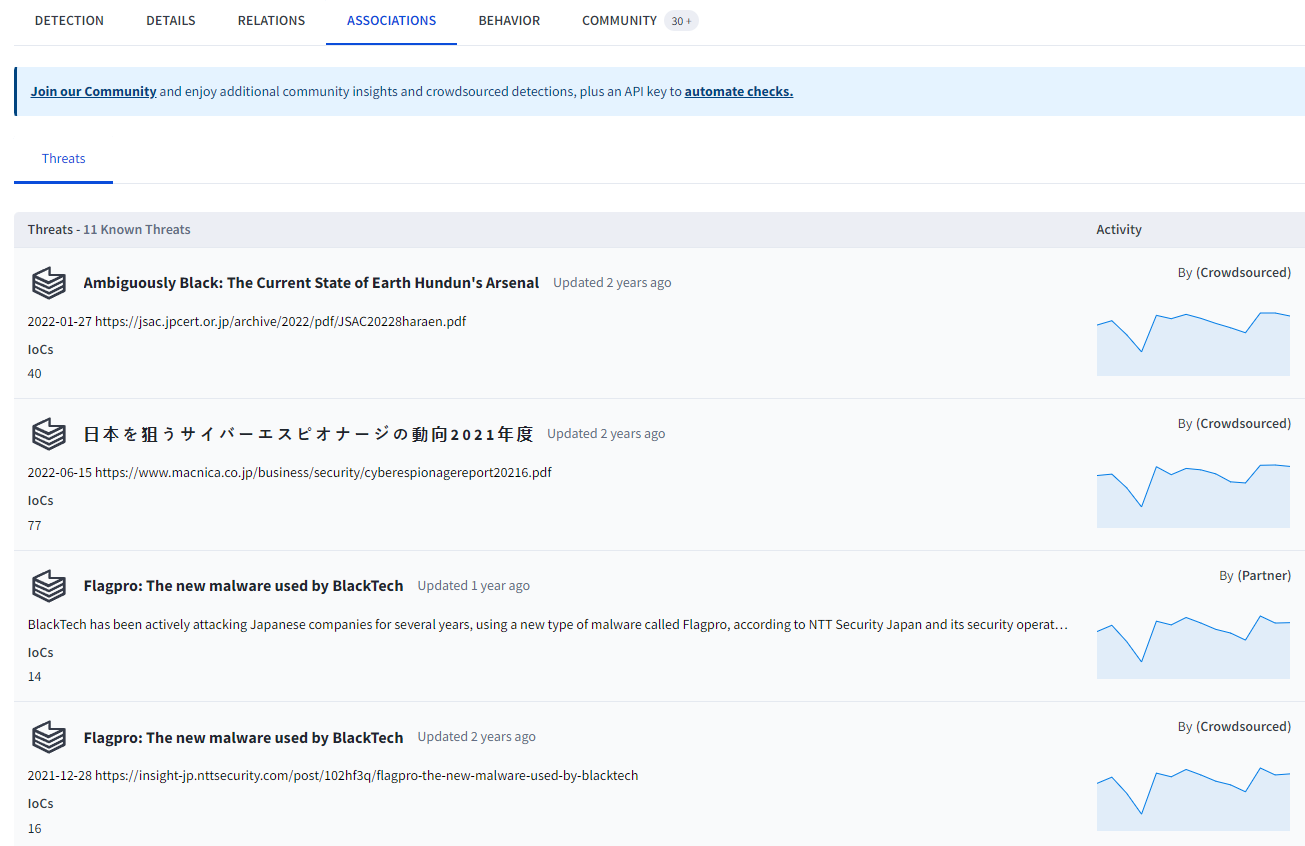 DETECTION DETAILS RELATIONS ASSOCIATIONS BEHAVIOR COMMUNITY 30 +
Join our Community and enjoy additional community insights and crowdsourced detections, plus an API key to automate checks.
Threats
Threats - 11 Known Threats Activity
Ambiguously Black: The Current State of Earth Hundun's Arsenal Updated 2 years ago By (Crowdsourced)
2022-01-27 https://jsac.jpcert.or.jp/archive/2022/pdf/JSAC20228haraen.pdf
IoCs
40
日本を狙うサイバーエスピオナージの動向2021年度 Updated 2 years ago By (Crowdsourced)
2022-06-15 https://www.macnica.co.jp/business/security/cyberespionagereport20216.pdf
IoCs
77
Flagpro: The new malware used by BlackTech Updated 1 year ago By (Partner)
BlackTech has been actively attacking Japanese companies for several years, using a new type of malware called Flagpro, according to NTT Security Japan and its security operat…
IoCs
14
Flagpro: The new malware used by BlackTech Updated 2 years ago By (Crowdsourced)
2021-12-28 https://insight-jp.nttsecurity.com/post/102hf3q/flagpro-the-new-malware-used-by-blacktech
IoCs
16